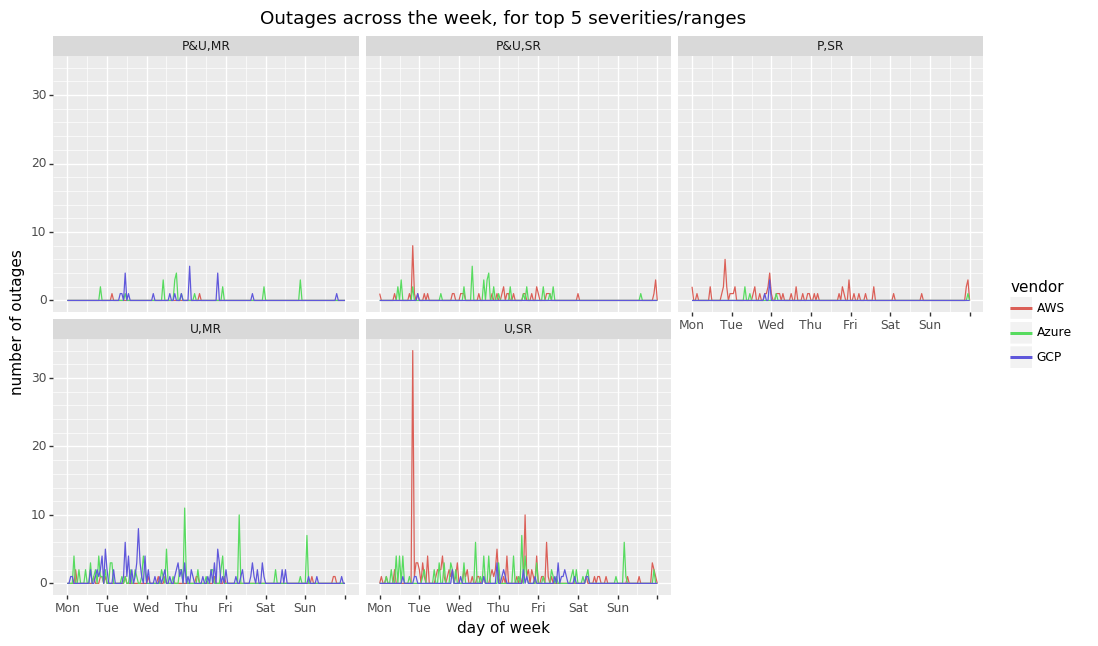 Outages across the week, for top 5 severities/ranges
P&U,MR
P&U,SR
P,SR
30
20
10
0
Mon Tue Wed Thu Fri Sat Sun
U,MR
U,SR
30
20
10
0
Mon Tue Wed Thu Fri Sat Sun
Mon Tue Wed Thu Fri Sat Sun
number of outages
day of week
vendor
AWS
Azure
GCP